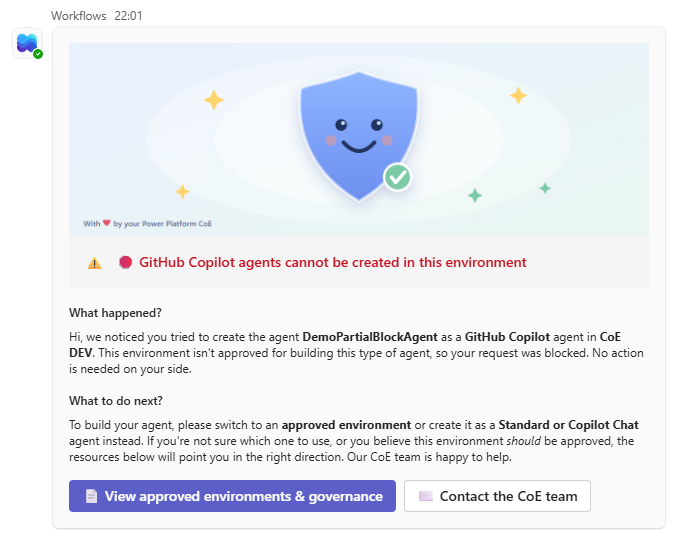 Workflows 22:01
With ❤ by your Power Platform CoE
⚠ 🛑 GitHub Copilot agents cannot be created in this environment
What happened?
Hi, we noticed you tried to create the agent DemoPartialBlockAgent as a GitHub Copilot agent in CoE
DEV. This environment isn't approved for building this type of agent, so your request was blocked. No action
is needed on your side.
What to do next?
To build your agent, please switch to an approved environment or create it as a Standard or Copilot Chat
agent instead. If you're not sure which one to use, or you believe this environment should be approved, the
resources below will point you in the right direction. Our CoE team is happy to help.
View approved environments & governance
Contact the CoE team